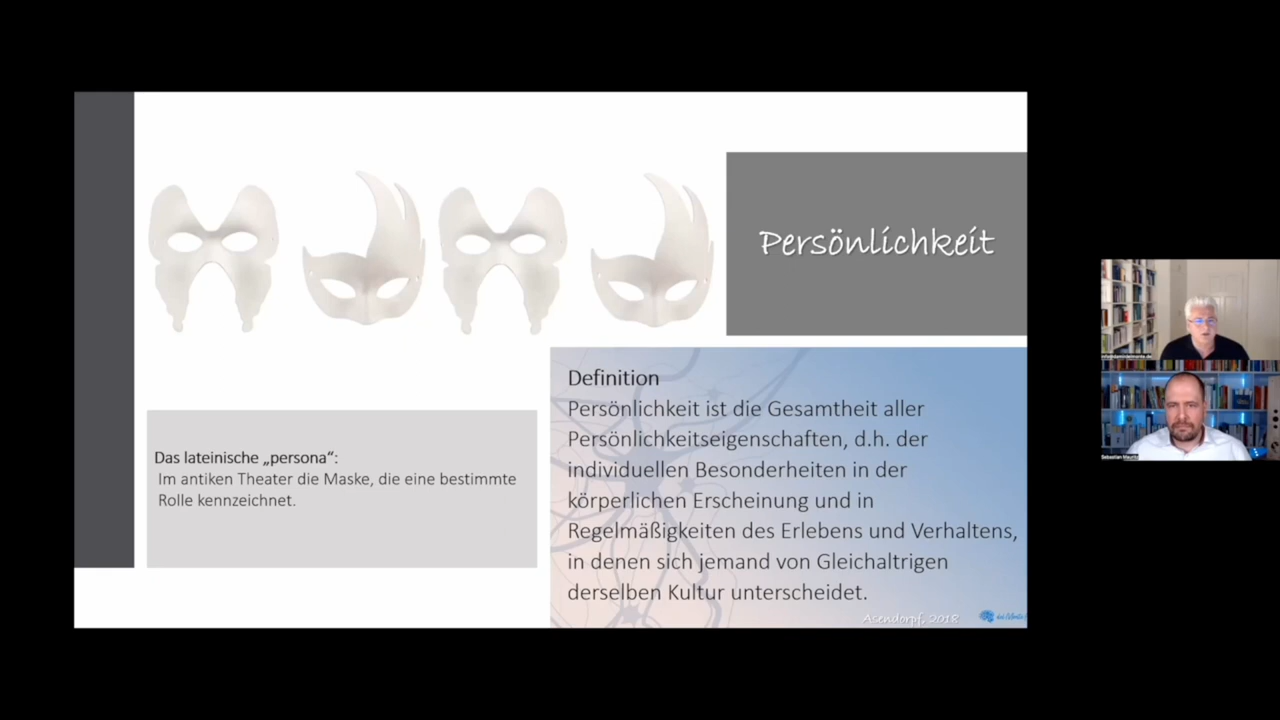 Persönlichkeit
Das lateinische „persona“:
Im antiken Theater die Maske, die eine bestimmte
Rolle kennzeichnet.
Definition
Persönlichkeit ist die Gesamtheit aller
Persönlichkeitseigenschaften, d.h. der
individuellen Besonderheiten in der
körperlichen Erscheinung und in
Regelmäßigkeiten des Erlebens und Verhaltens,
in denen sich jemand von Gleichaltrigen
derselben Kultur unterscheidet.
Asendorpf, 2018
Sebastian Mauritz